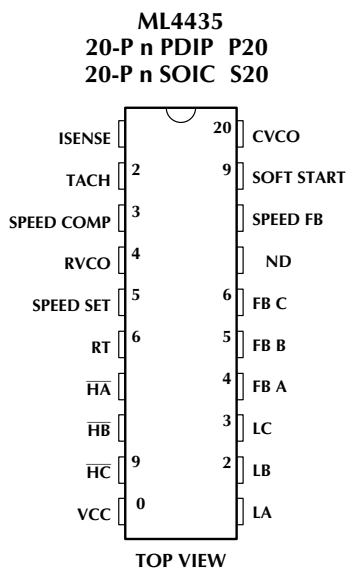 ML4435
20-P n PDIP P20
20-P n SOIC S20
ISENSE 20 CVCO
TACH 2 9 SOFT START
SPEED COMP 3 SPEED FB
RVCO 4 ND
SPEED SET 5 6 FB C
RT 6 5 FB B
HA 4 FB A
HB 3 LC
HC 9 2 LB
VCC 0 LA
TOP VIEW